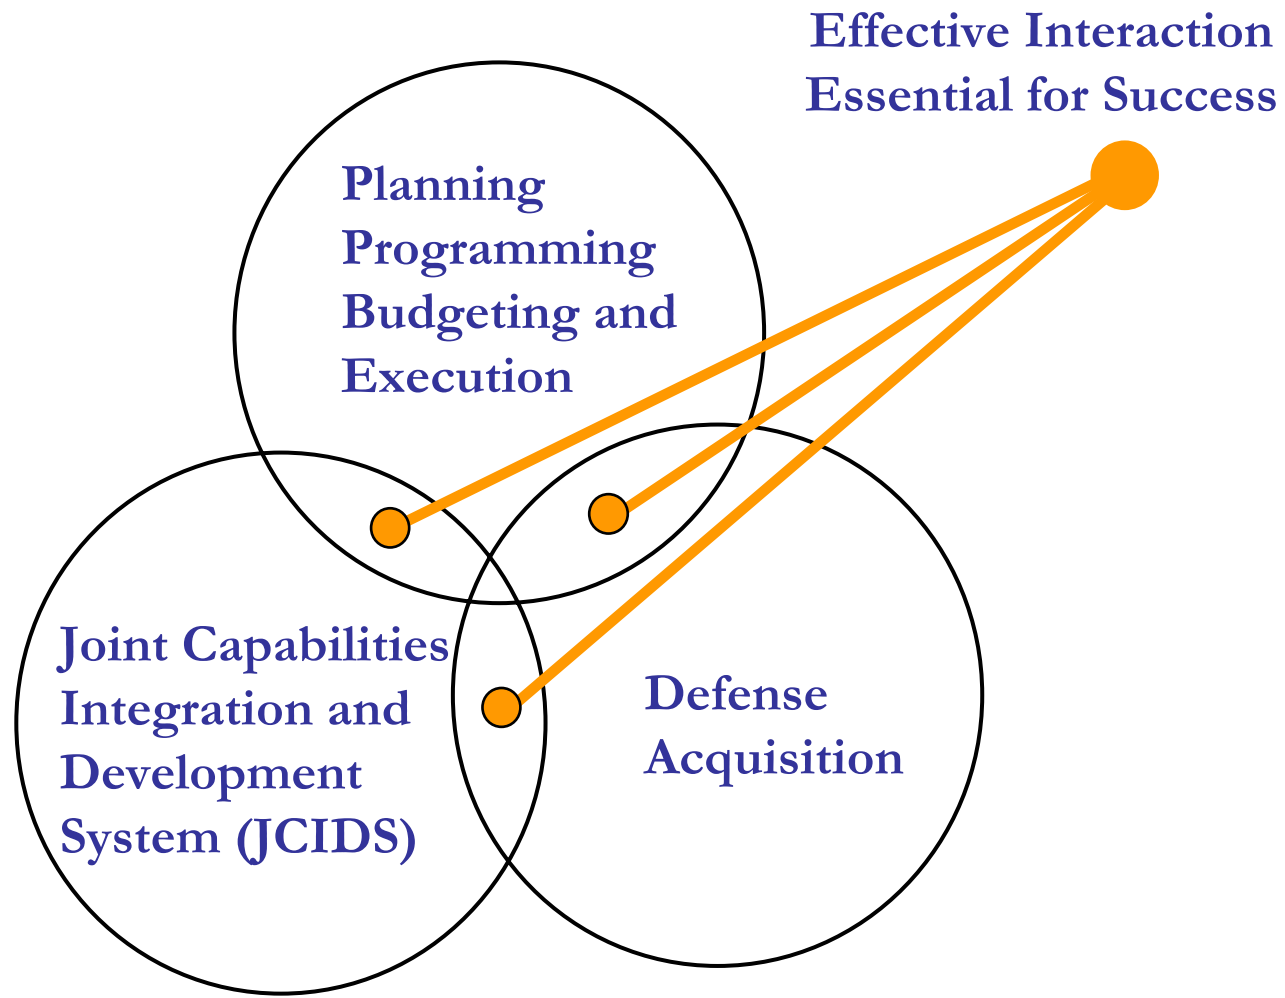 Effective Interaction
Essential for Success
Planning
Programming
Budgeting and
Execution
Joint Capabilities
Integration and
Development
System (JCIDS)
Defense
Acquisition